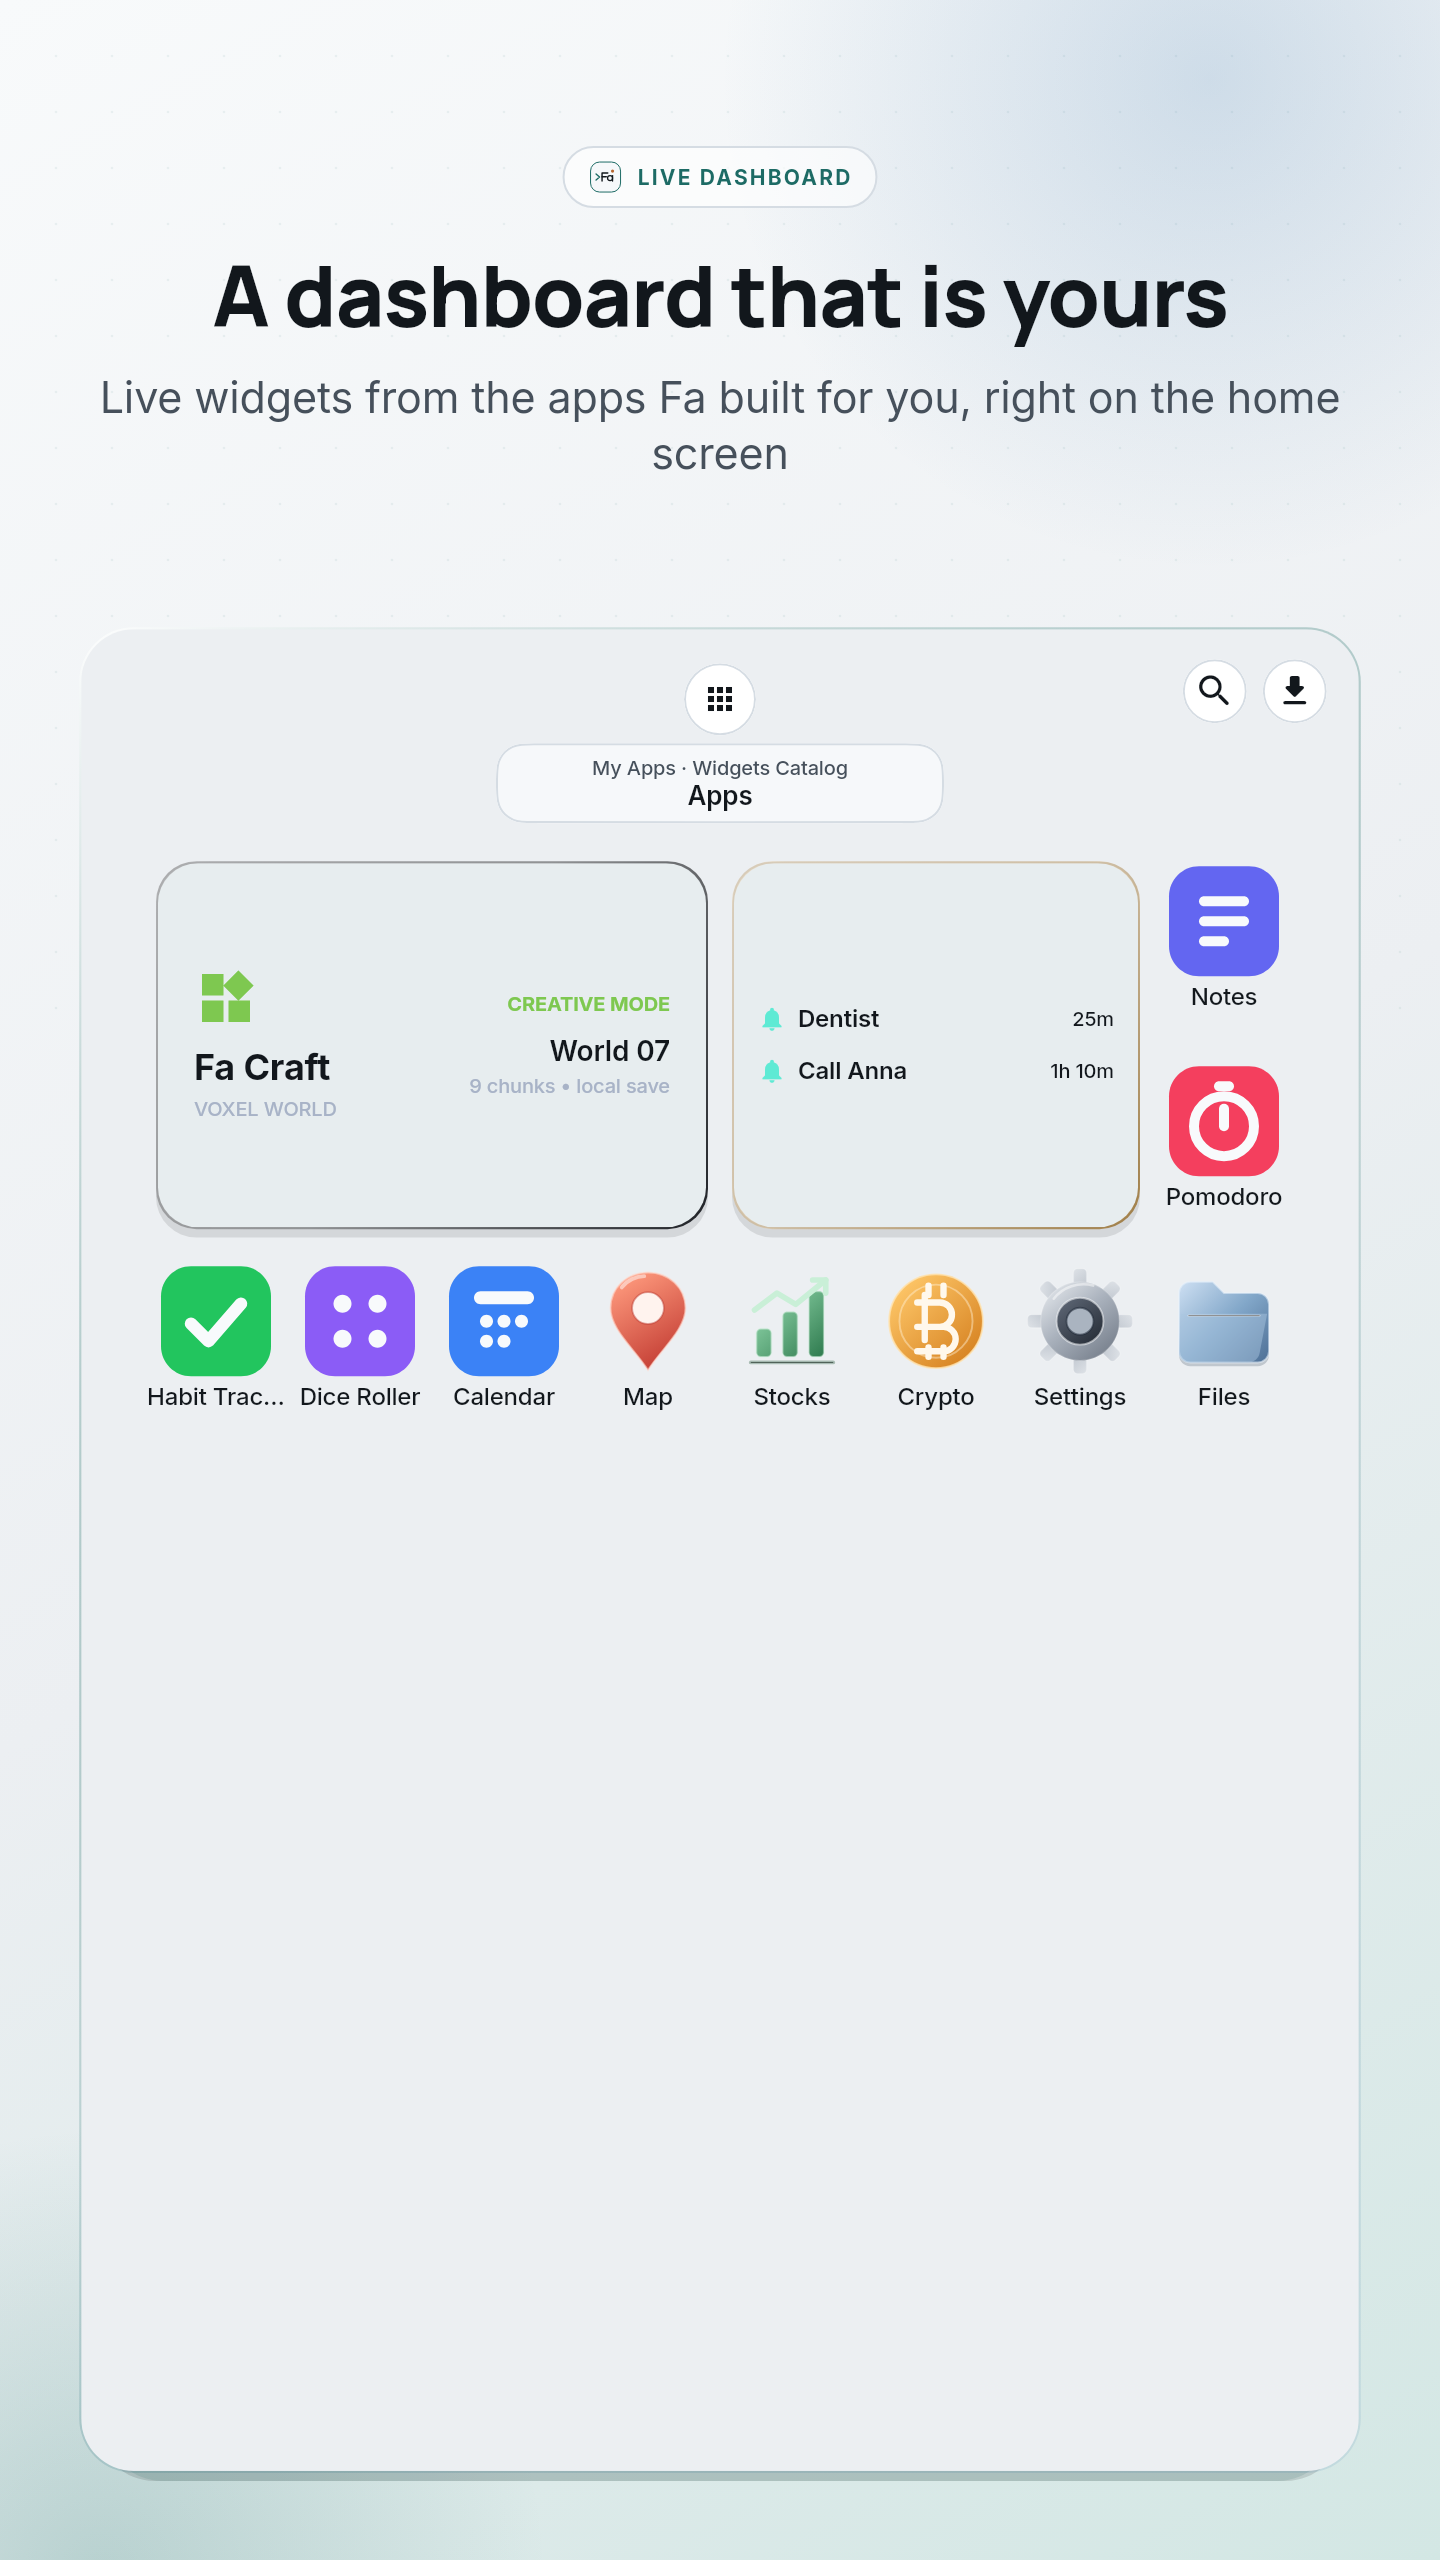 >Fa LIVE DASHBOARD
A dashboard that is yours
Live widgets from the apps Fa built for you, right on the home
screen
My Apps · Widgets Catalog
Apps
CREATIVE MODE
World 07
9 chunks • local save
Fa Craft
VOXEL WORLD
Dentist 25m
Call Anna 1h 10m
Notes
Pomodoro
Habit Trac... Dice Roller Calendar Map Stocks Crypto Settings Files